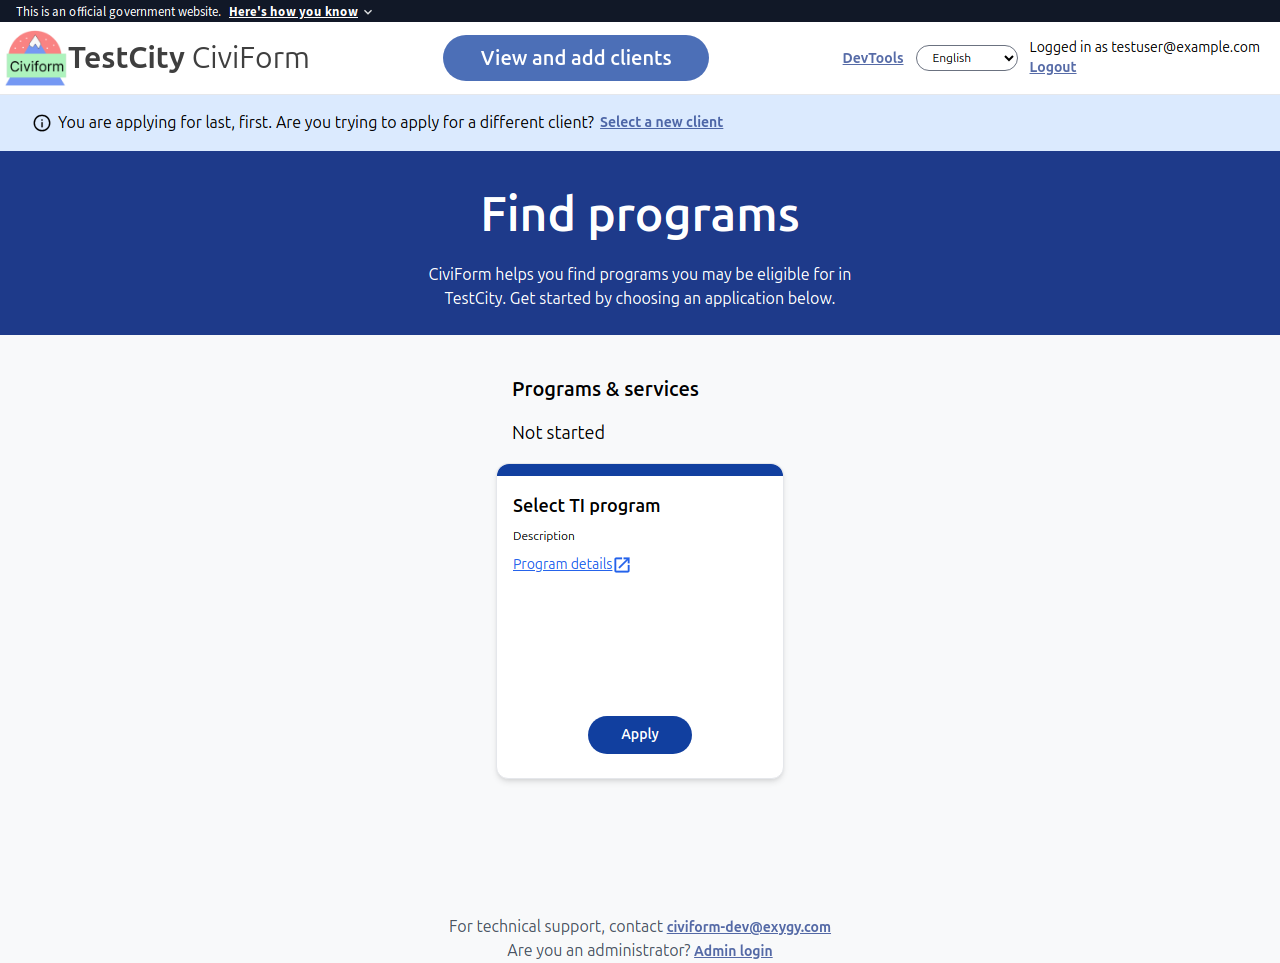 This is an official government website. Here's how you know
Civiform
TestCity CiviForm
View and add clients
DevTools
English
Logged in as testuser@example.com
Logout
You are applying for last, first. Are you trying to apply for a different client? Select a new client
Find programs
CiviForm helps you find programs you may be eligible for in
TestCity. Get started by choosing an application below.
Programs & services
Not started
Select TI program
Description
Program details
Apply
For technical support, contact civiform-dev@exygy.com
Are you an administrator? Admin login